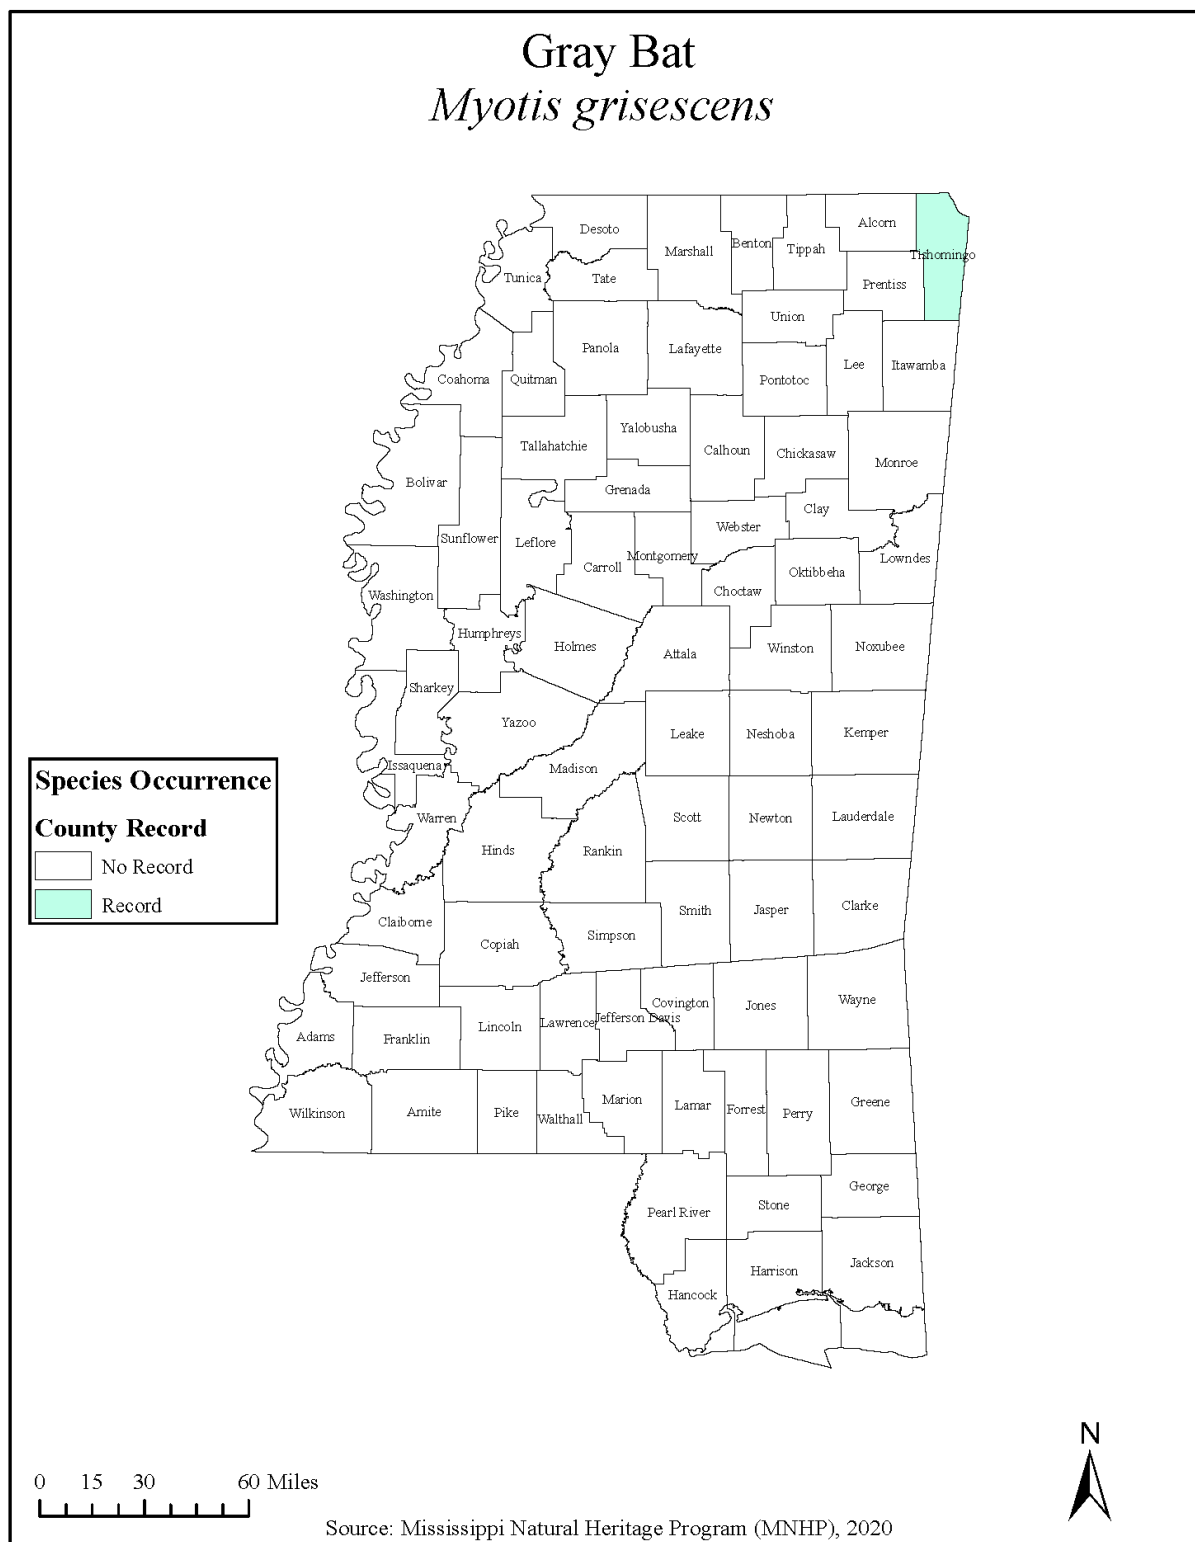 Gray Bat
Myotis grisescens
Desoto
Marshall
Benton
Tippah
Alcorn
Tishomingo
Tunica
Tate
Prentiss
Union
Panola
Lafayette
Coahoma
Quitman
Pontotoc
Lee
Itawamba
Tallahatchie
Yalobusha
Calhoun
Chickasaw
Monroe
Bolivar
Grenada
Clay
Sunflower
Leflore
Webster
Carroll
Montgomery
Lowndes
Oktibbeha
Washington
Choctaw
Humphreys
Holmes
Attala
Winston
Noxubee
Sharkey
Yazoo
Leake
Neshoba
Kemper
Issaquena
Madison
Warren
Scott
Newton
Lauderdale
Hinds
Rankin
Claiborne
Smith
Jasper
Clarke
Copiah
Simpson
Jefferson
Covington
Jones
Wayne
Adams
Franklin
Lincoln
Lawrence
Jefferson Davis
Wilkinson
Amite
Pike
Walthall
Marion
Lamar
Forrest
Perry
Greene
Pearl River
Stone
George
Hancock
Harrison
Jackson
Species Occurrence
County Record
No Record
Record
N
0 15 30 60 Miles
Source: Mississippi Natural Heritage Program (MNHP), 2020